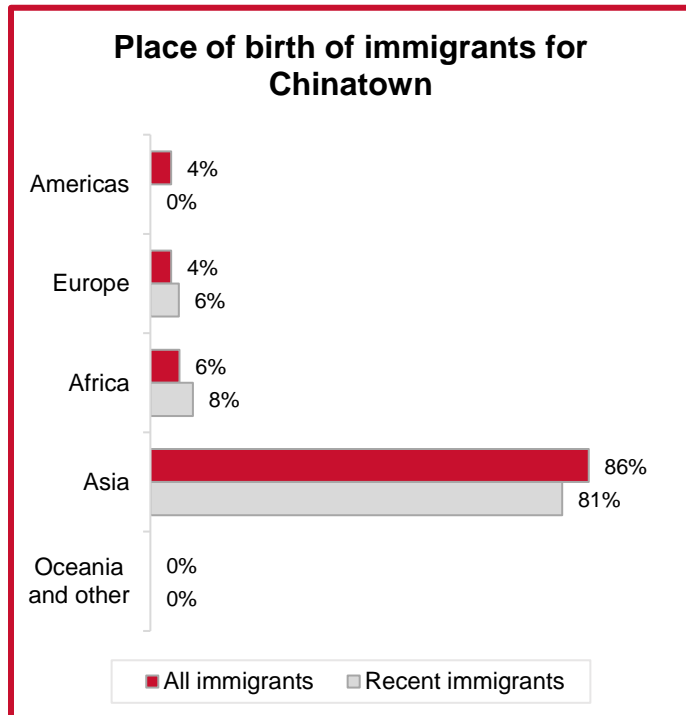 Place of birth of immigrants for
Chinatown
Americas
4%
0%
Europe
4%
6%
Africa
6%
8%
Asia
86%
81%
Oceania
and other
0%
0%
All immigrants
Recent immigrants